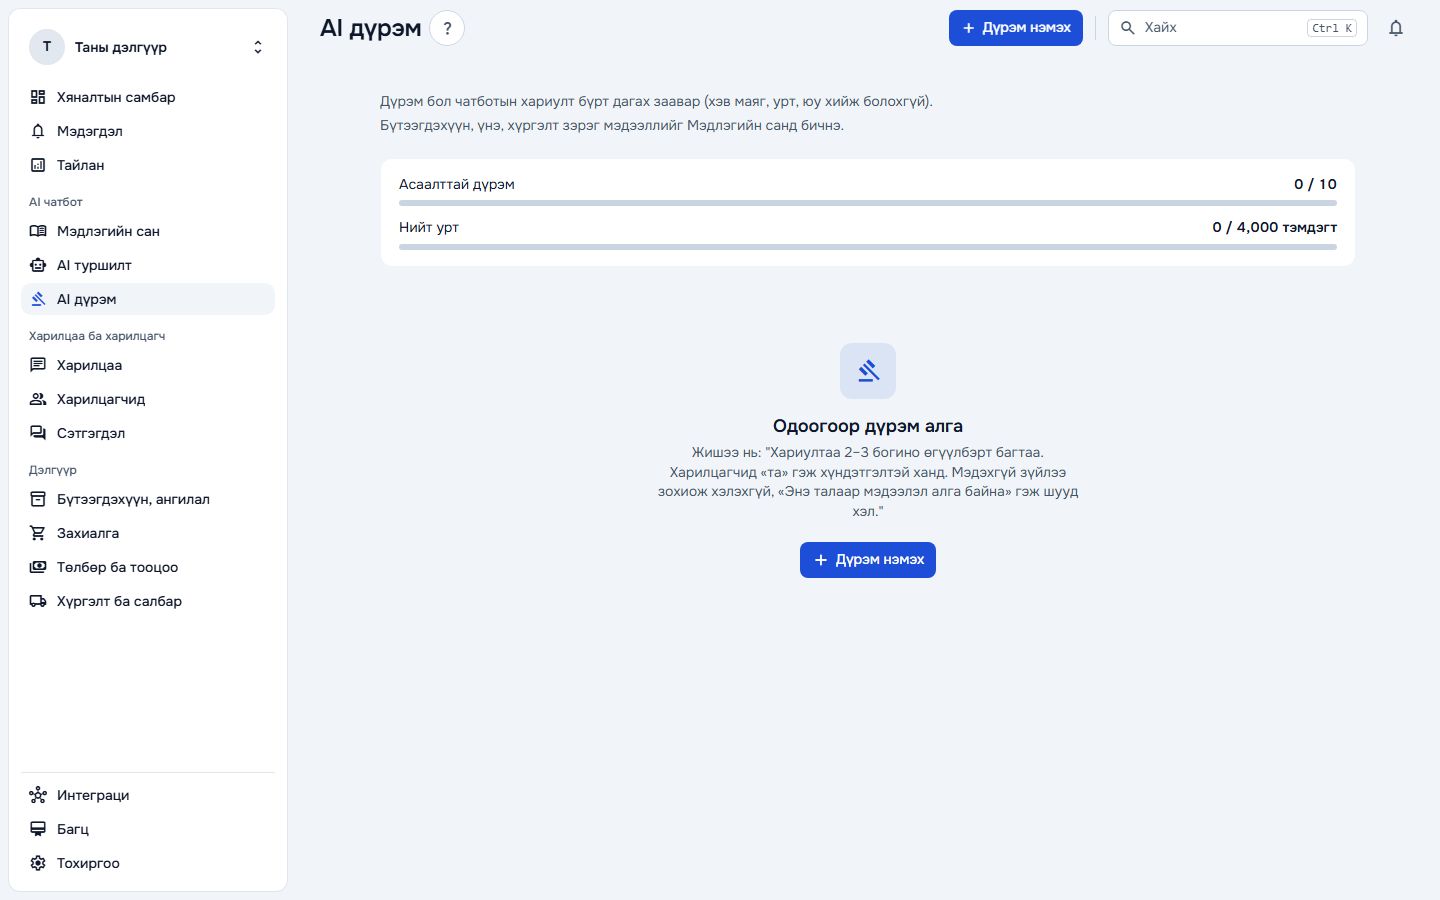 Таны дэлгүүр
Хяналтын самбар
Мэдэгдэл
Тайлан
AI чатбот
Мэдлэгийн сан
AI туршилт
AI дүрэм
Харилцаа ба харилцагч
Харилцаа
Харилцагчид
Сэтгэгдэл
Дэлгүүр
Бүтээгдэхүүн, ангилал
Захиалга
Төлбөр ба тооцоо
Хүргэлт ба салбар
Интеграци
Багц
Тохиргоо
AI дүрэм
?
Дүрэм нэмэх
Хайх
Ctrl K
Дүрэм бол чатботын хариулт бүрт дагах заавар (хэв маяг, урт, юу хийж болохгүй).
Бүтээгдэхүүн, үнэ, хүргэлт зэрэг мэдээллийг Мэдлэгийн санд бичнэ.
Асаалттай дүрэм 0 / 10
Нийт урт 0 / 4,000 тэмдэгт
Одоогоор дүрэм алга
Жишээ нь: "Хариултаа 2–3 богино өгүүлбэрт багтаа.
Харилцагчид «та» гэж хүндэтгэлтэй ханд. Мэдэхгүй зүйлээ
зохиож хэлэхгүй, «Энэ талаар мэдээлэл алга байна» гэж шууд
хэл."
Дүрэм нэмэх
T